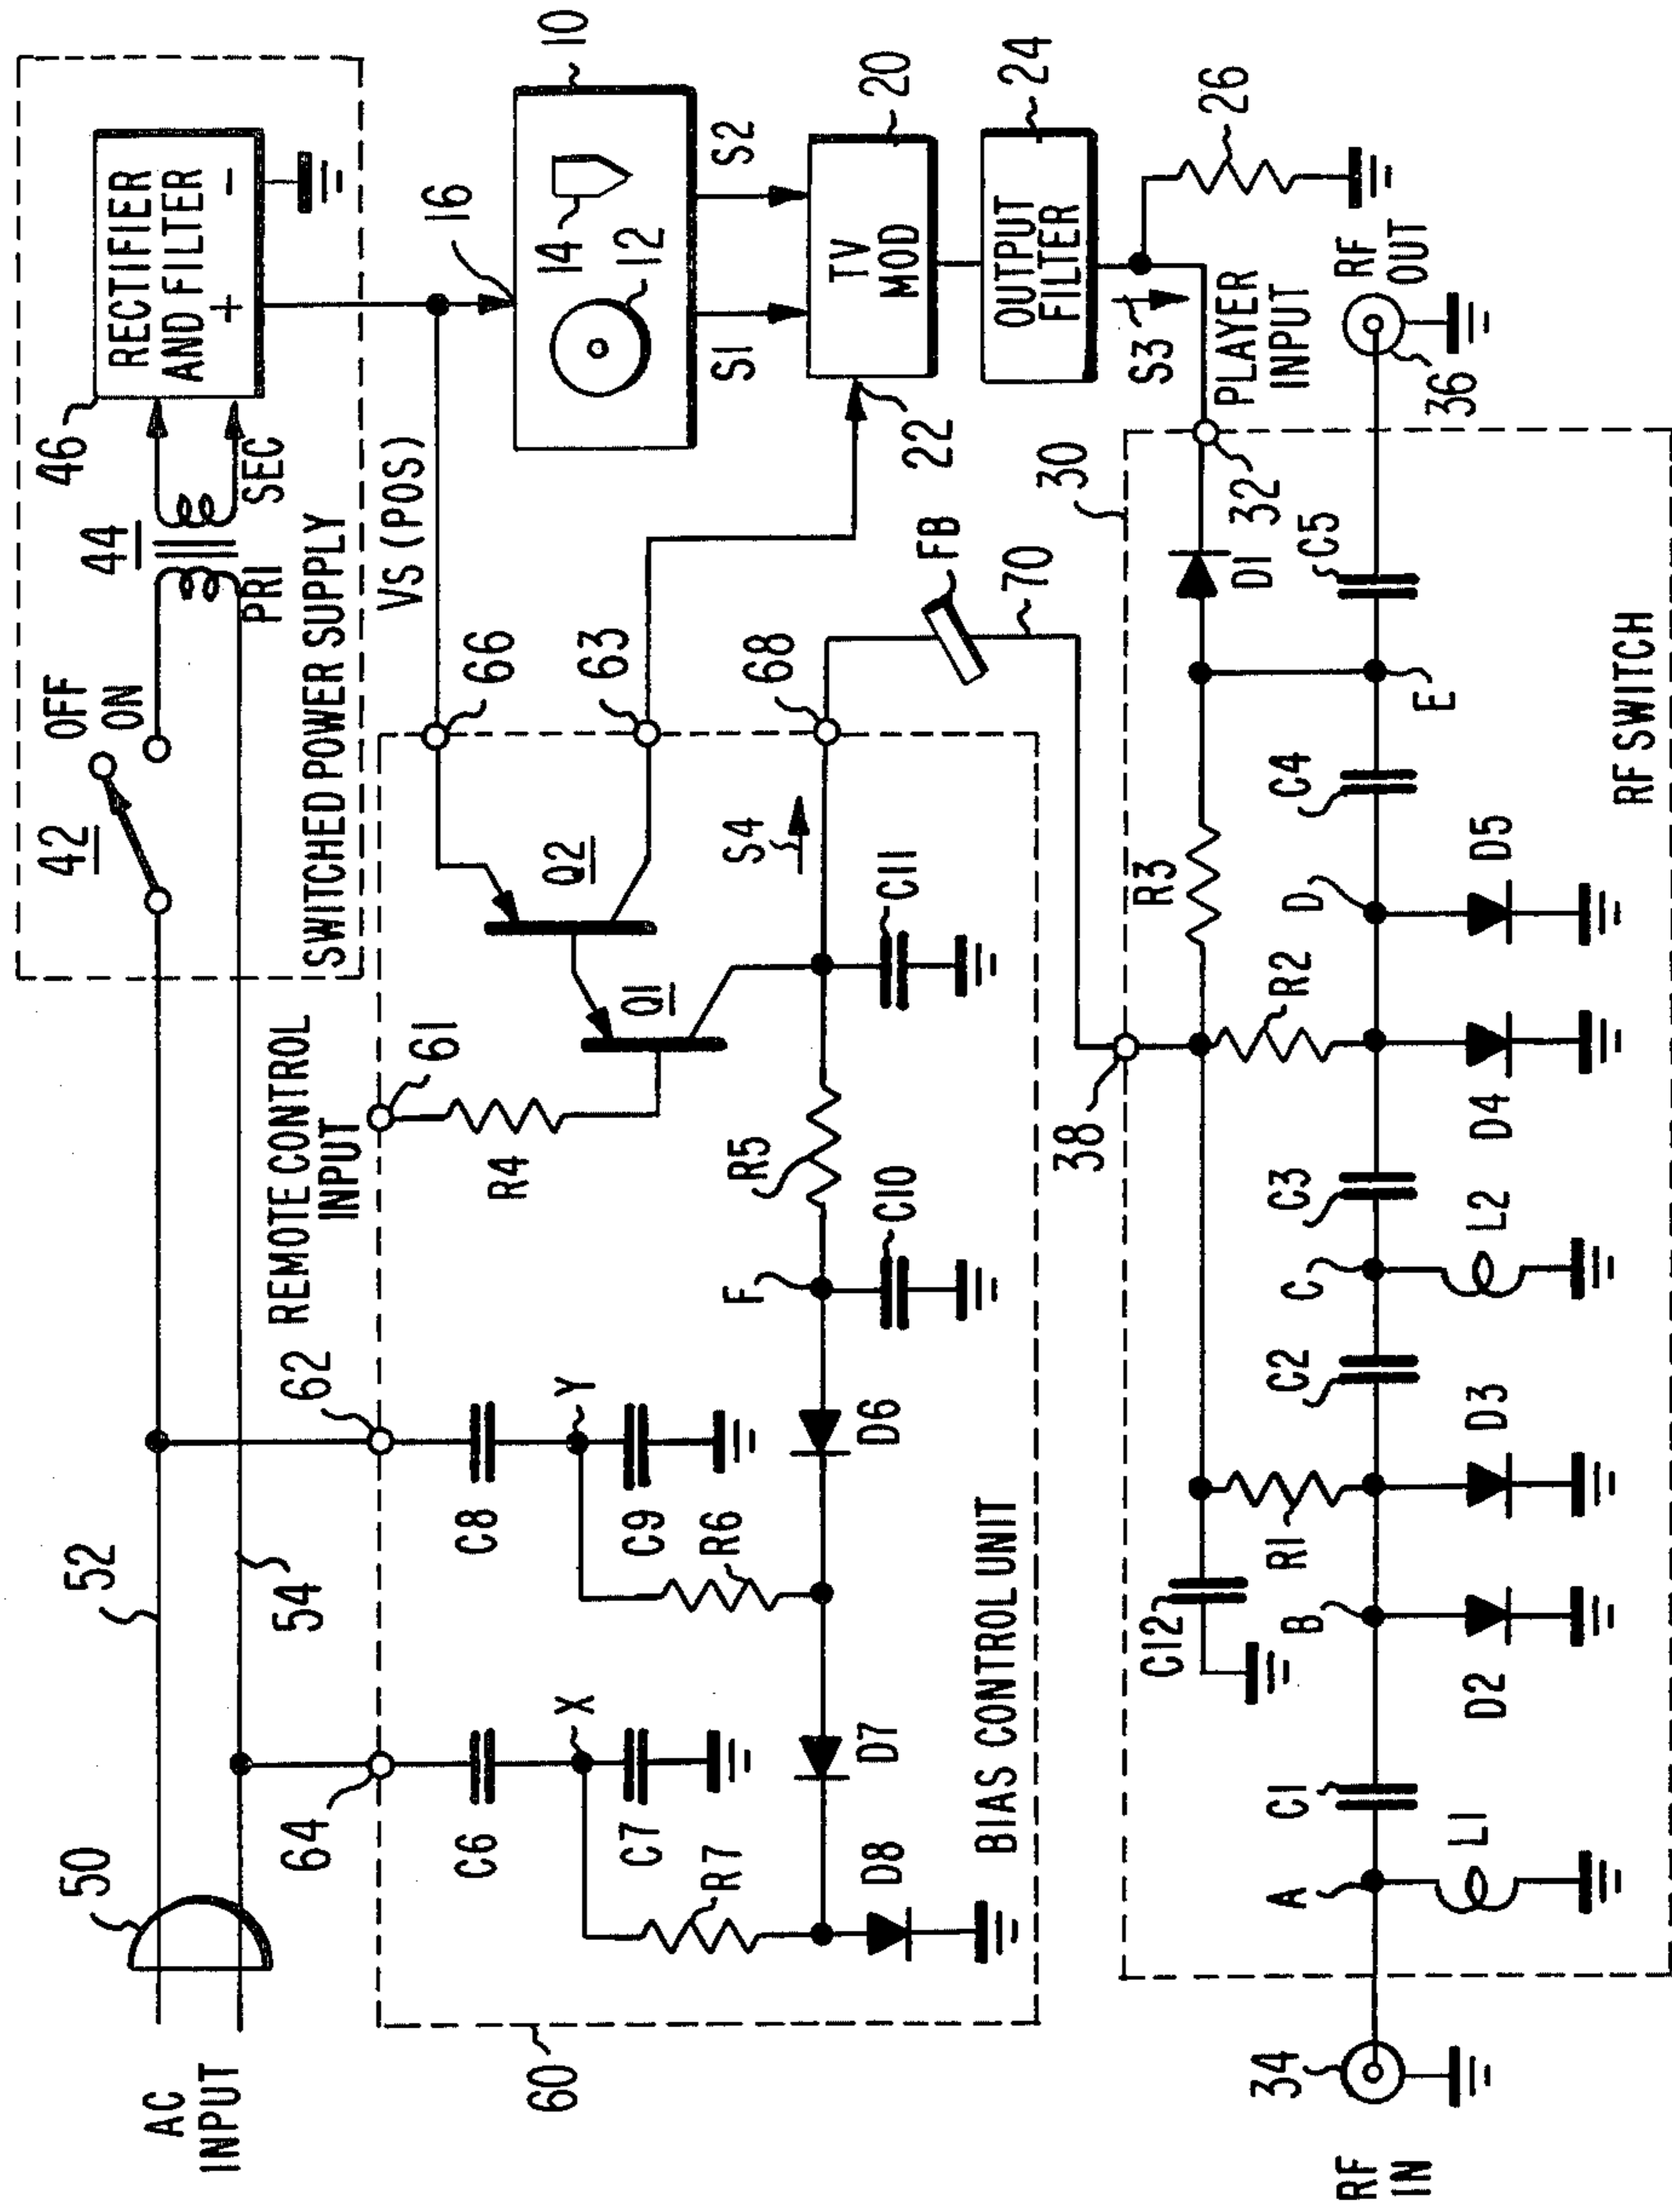 AC
INPUT
50
52
54
42
OFF
ON
44
PRI
SEC
SWITCHED POWER SUPPLY
46
RECTIFIER
AND FILTER
+
-
VS (POS)
16
10
14
12
S1
S2
TV
MOD
20
22
OUTPUT
FILTER
24
26
S3
PLAYER
INPUT
REMOTE CONTROL
INPUT
60
64
62
61
66
63
68
C6
X
C7
R7
D8
D7
C8
Y
C9
R6
D6
F
C10
R5
R4
Q1
Q2
C11
S4
BIAS CONTROL UNIT
FB
70
30
32
38
RF
IN
34
A
L1
C1
B
D2
C12
R1
D3
C2
C
L2
C3
D4
R2
D
D5
R3
C4
E
D1
C5
36
RF
OUT
RF SWITCH